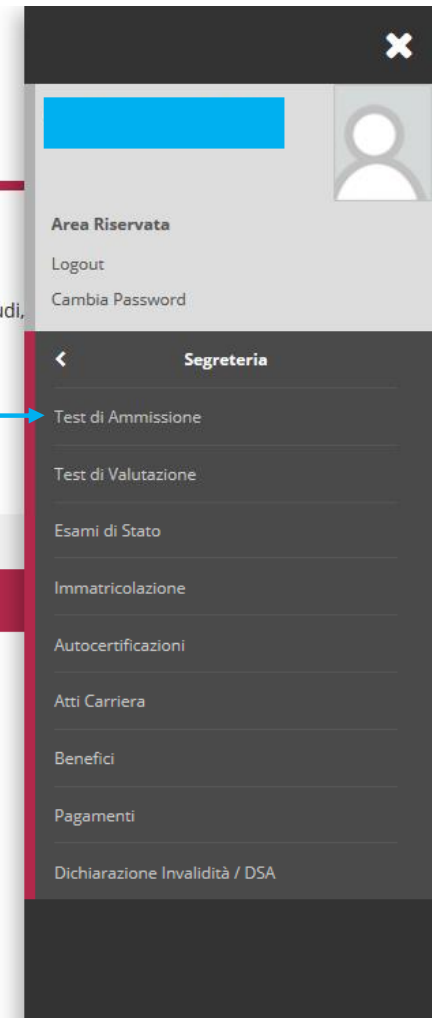 Area Riservata
Logout
udi,
Cambia Password
Segreteria
Test di Ammissione
Test di Valutazione
Esami di Stato
Immatricolazione
Autocertificazioni
Atti Carriera
Benefici
Pagamenti
Dichiarazione Invalidità / DSA